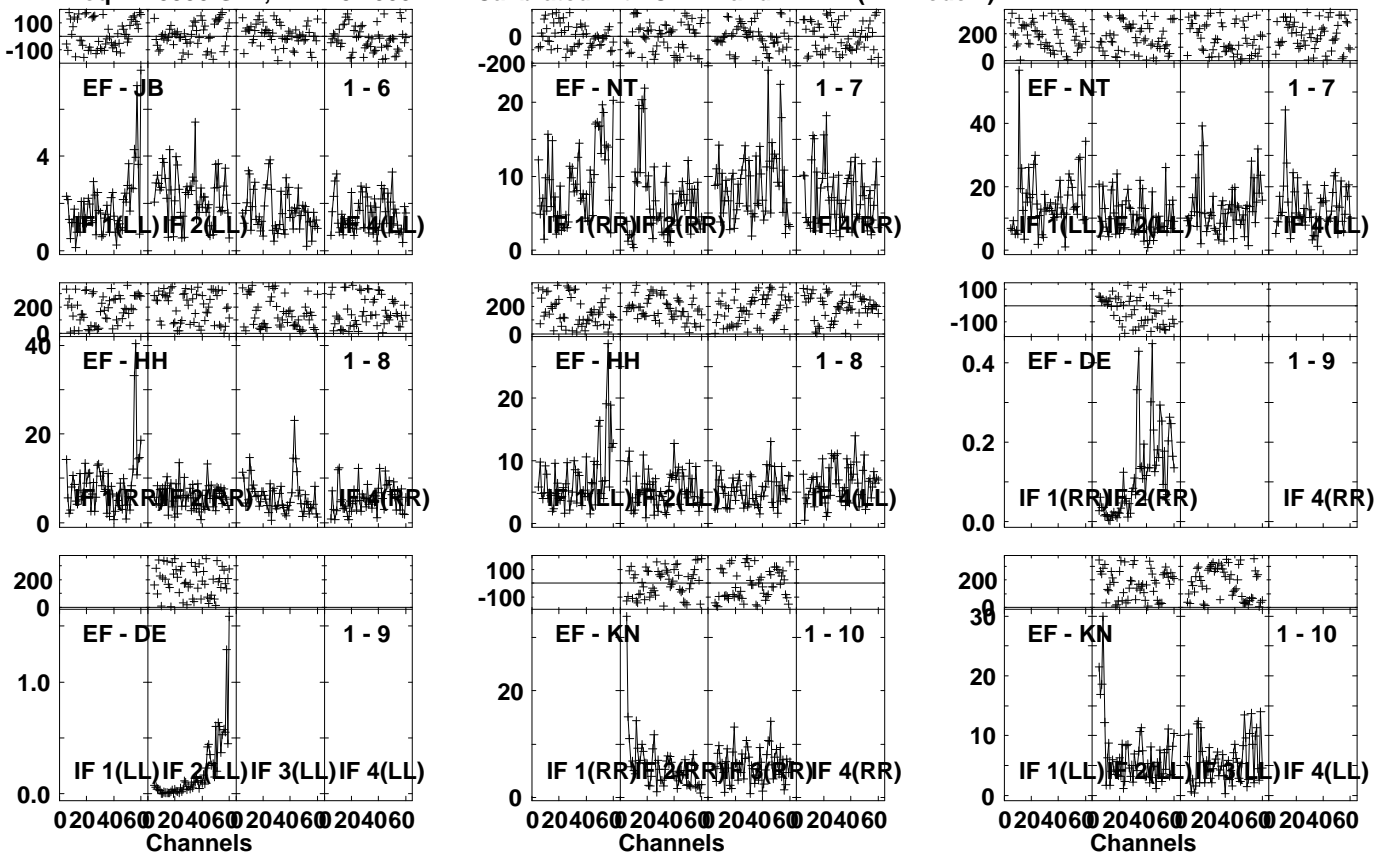 100
-100
EF - JB 1 - 6
4
0
IF 1(LL) IF 2(LL) IF 4(LL)
0
-200
EF - NT 1 - 7
20
10
0
IF 1(RR) IF 2(RR) IF 4(RR)
200
0
EF - NT 1 - 7
40
20
0
IF 1(LL) IF 2(LL) IF 4(LL)
200
0
40
EF - HH 1 - 8
20
0
IF 1(RR) IF 2(RR) IF 4(RR)
200
0
EF - HH 1 - 8
20
10
0
IF 1(LL) IF 2(LL) IF 4(LL)
100
-100
EF - DE 1 - 9
0.4
0.2
0.0
IF 1(RR) IF 2(RR) IF 4(RR)
200
0
EF - DE 1 - 9
1.0
0.0
IF 1(LL) IF 2(LL) IF 3(LL) IF 4(LL)
0 20 40 60 0 20 40 60 0 20 40 60 0 20 40 60
Channels
100
-100
EF - KN 1 - 10
20
0
IF 1(RR) IF 2(RR) IF 3(RR) IF 4(RR)
0 20 40 60 0 20 40 60 0 20 40 60 0 20 40 60
Channels
200
0
30
EF - KN 1 - 10
20
10
0
IF 1(LL) IF 2(LL) IF 3(LL) IF 4(LL)
0 20 40 60 0 20 40 60 0 20 40 60 0 20 40 60
Channels